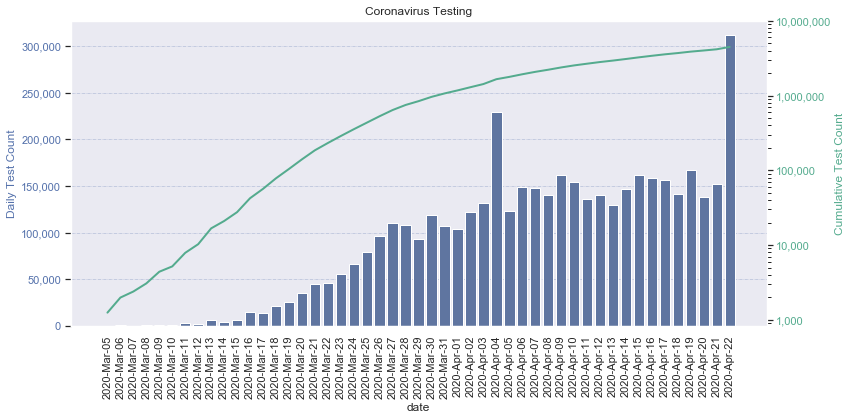 Coronavirus Testing
Daily Test Count
300,000
250,000
200,000
150,000
100,000
50,000
0
10,000,000
1,000,000
100,000
10,000
1,000
Cumulative Test Count
2020-Mar-05
2020-Mar-06
2020-Mar-07
2020-Mar-08
2020-Mar-09
2020-Mar-10
2020-Mar-11
2020-Mar-12
2020-Mar-13
2020-Mar-14
2020-Mar-15
2020-Mar-16
2020-Mar-17
2020-Mar-18
2020-Mar-19
2020-Mar-20
2020-Mar-21
2020-Mar-22
2020-Mar-23
2020-Mar-24
2020-Mar-25
2020-Mar-26
2020-Mar-27
2020-Mar-28
2020-Mar-29
2020-Mar-30
2020-Mar-31
2020-Apr-01
2020-Apr-02
2020-Apr-03
2020-Apr-04
2020-Apr-05
2020-Apr-06
2020-Apr-07
2020-Apr-08
2020-Apr-09
2020-Apr-10
2020-Apr-11
2020-Apr-12
2020-Apr-13
2020-Apr-14
2020-Apr-15
2020-Apr-16
2020-Apr-17
2020-Apr-18
2020-Apr-19
2020-Apr-20
2020-Apr-21
2020-Apr-22
date